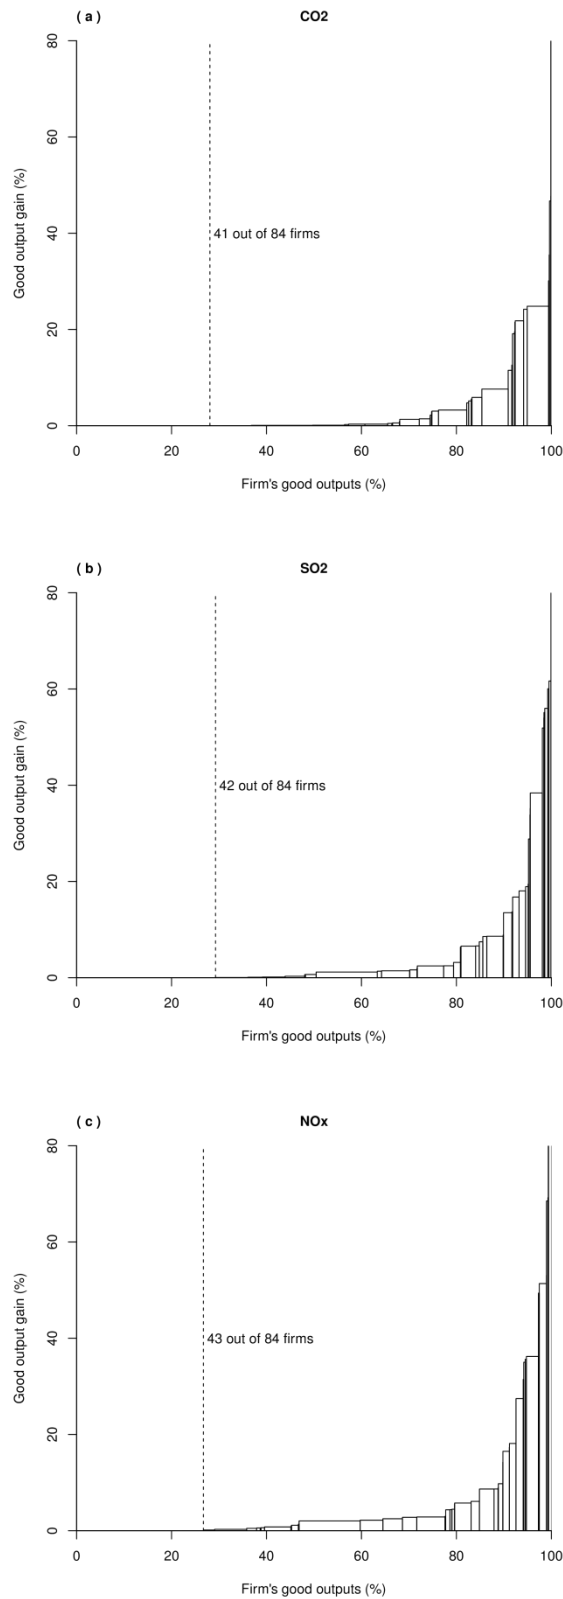 ( a )
CO2
80
60
40
20
0
Good output gain (%)
41 out of 84 firms
0 20 40 60 80 100
Firm's good outputs (%)
( b )
SO2
80
60
40
20
0
Good output gain (%)
42 out of 84 firms
0 20 40 60 80 100
Firm's good outputs (%)
( c )
NOx
80
60
40
20
0
Good output gain (%)
43 out of 84 firms
0 20 40 60 80 100
Firm's good outputs (%)